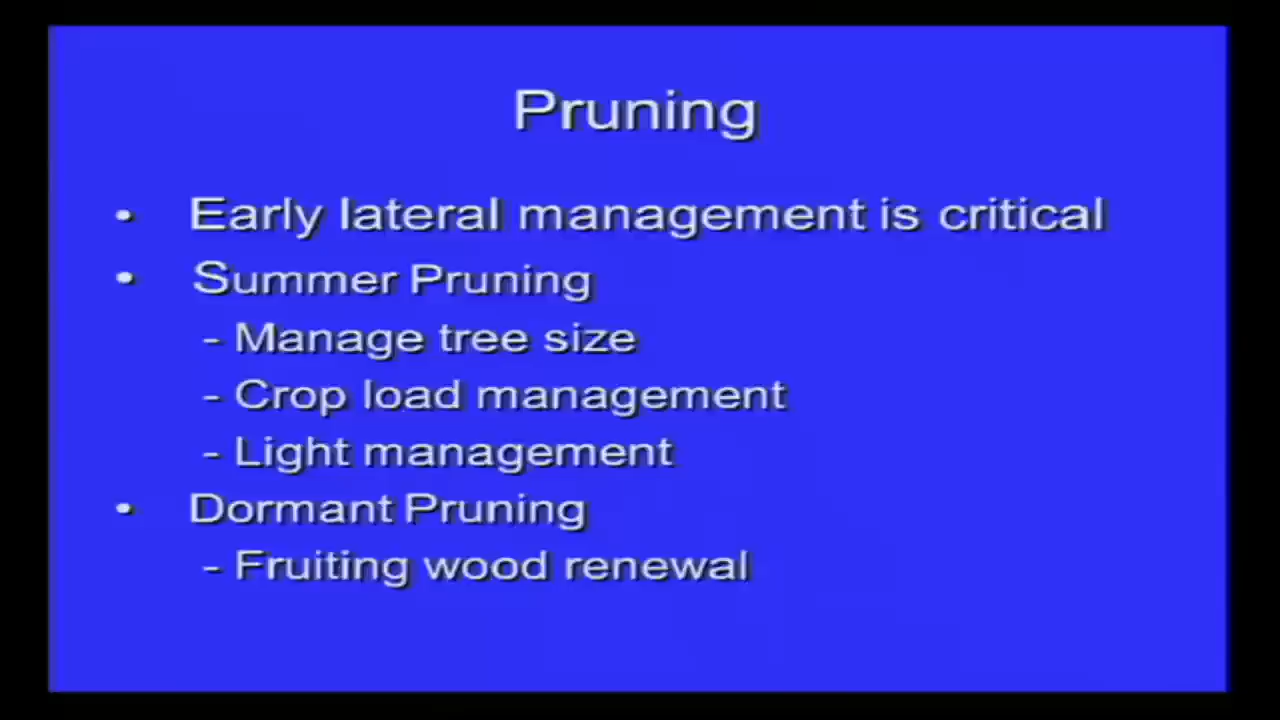 Pruning
• Early lateral management is critical
• Summer Pruning
- Manage tree size
- Crop load management
- Light management
• Dormant Pruning
- Fruiting wood renewal